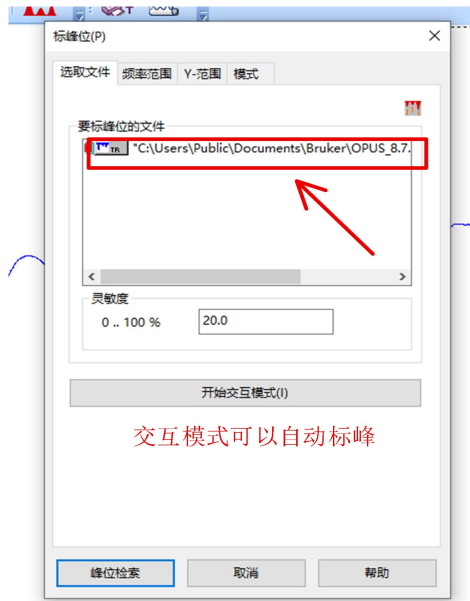 标峰位(P)
选取文件 频率范围 Y-范围 模式
要标峰位的文件
TR "C:\Users\Public\Documents\Bruker\OPUS_8.7.
灵敏度
0 .. 100 % 20.0
开始交互模式(I)
交互模式可以自动标峰
峰位检索 取消 帮助